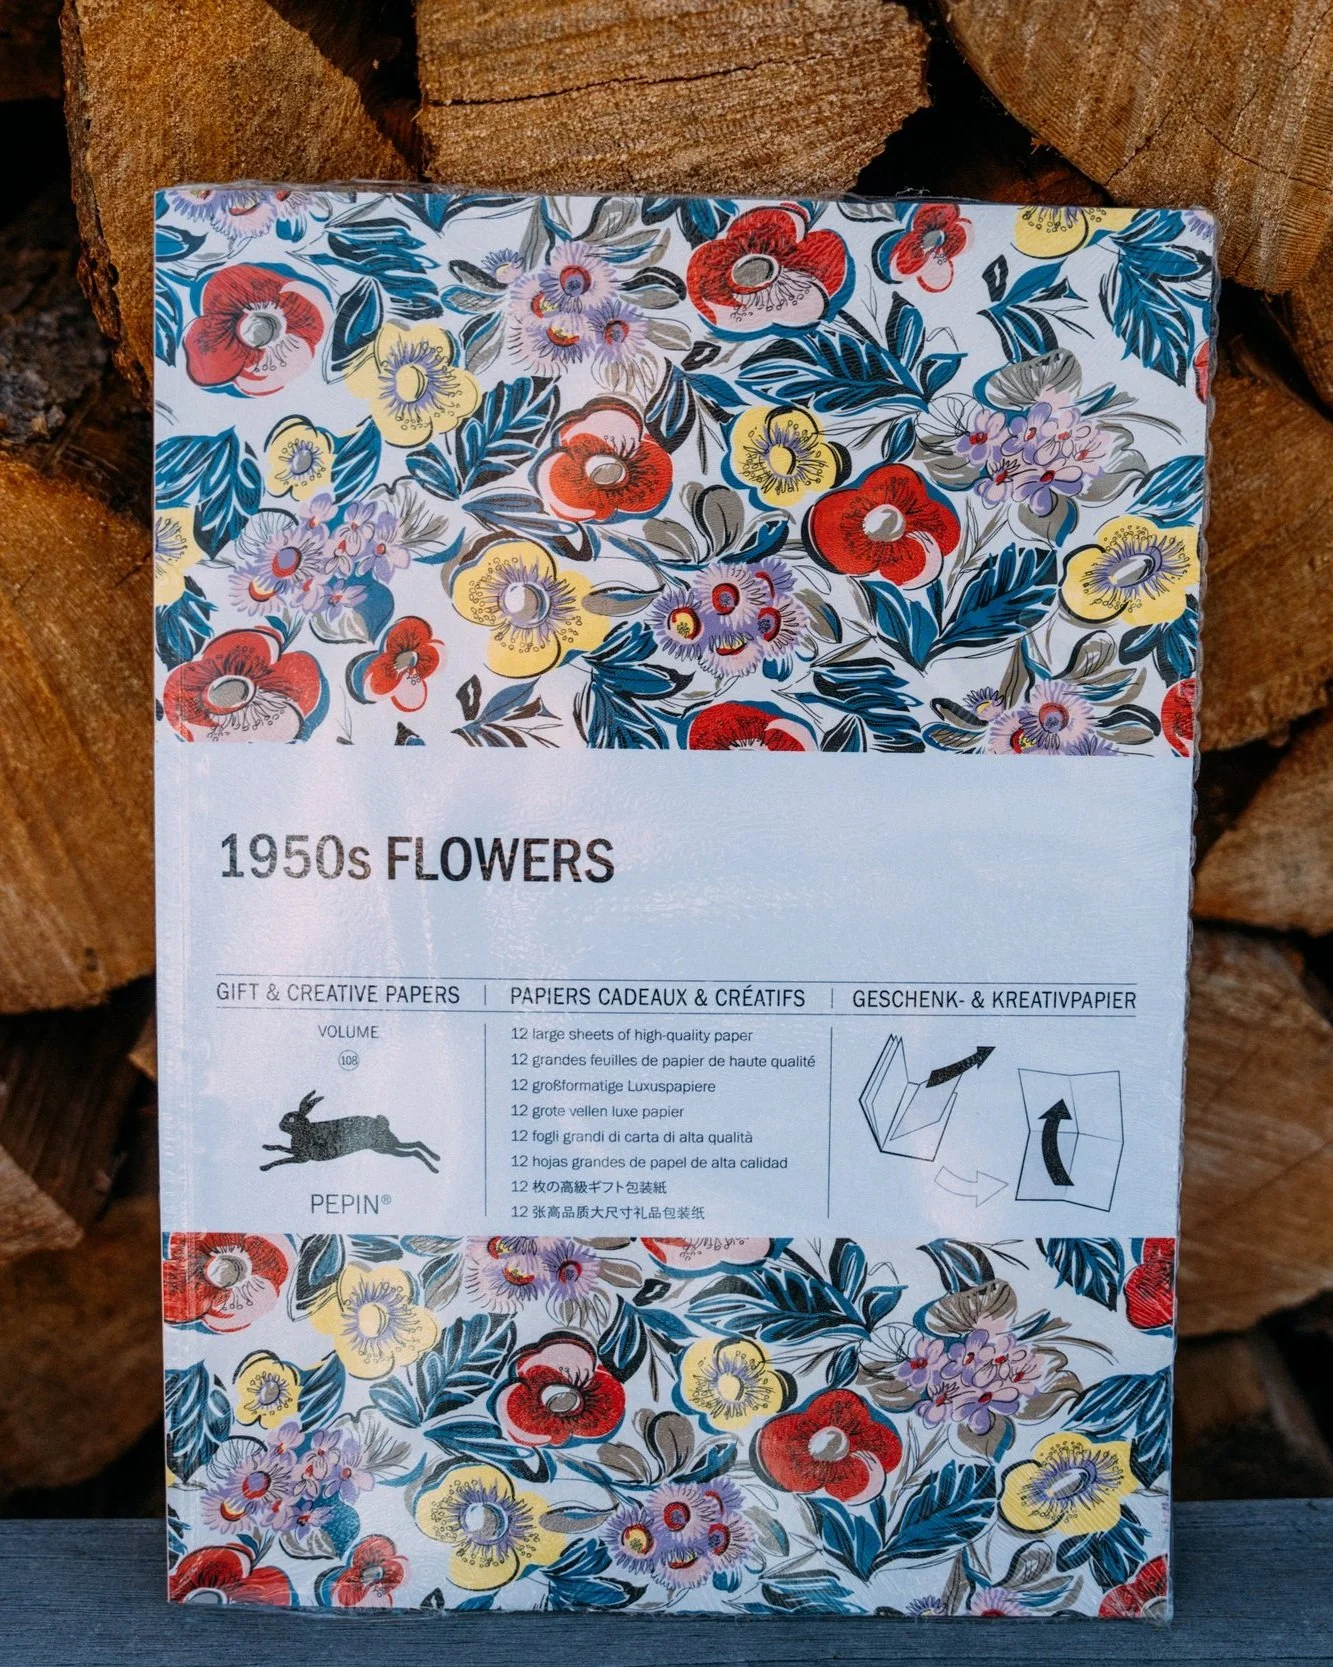 1950s FLOWERS
GIFT & CREATIVE PAPERS | PAPIERS CADEAUX & CRÉATIFS | GESCHENK- & KREATIVPAPIER
VOLUME
108
PEPIN®
12 large sheets of high-quality paper
12 grandes feuilles de papier de haute qualité
12 großformatige Luxuspapiere
12 grote vellen luxe papier
12 fogli grandi di carta di alta qualità
12 hojas grandes de papel de alta calidad
12 枚の高級ギフト包装紙
12 张高品质大尺寸礼品包装纸